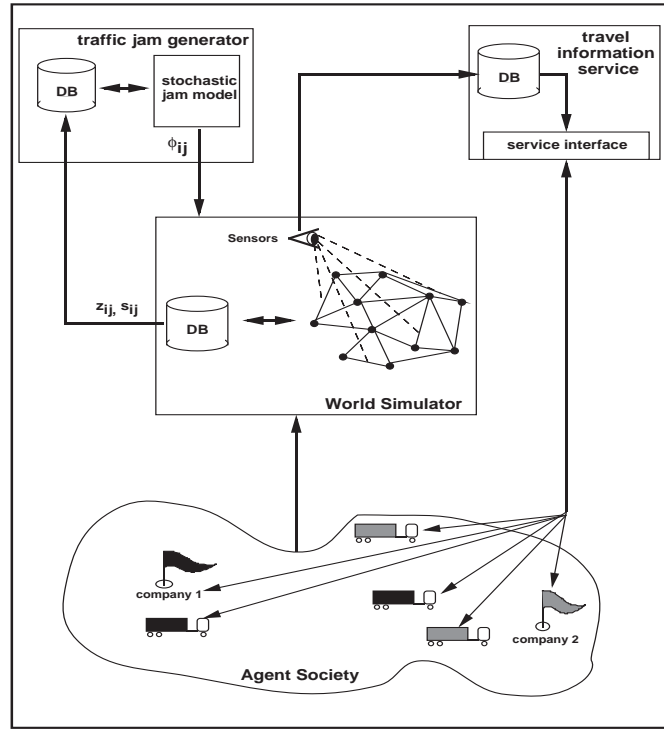 traffic jam generator
DB
stochastic
jam model
ϕij
travel
information
service
DB
service interface
Sensors
zij, sij
DB
World Simulator
company 1
company 2
Agent Society